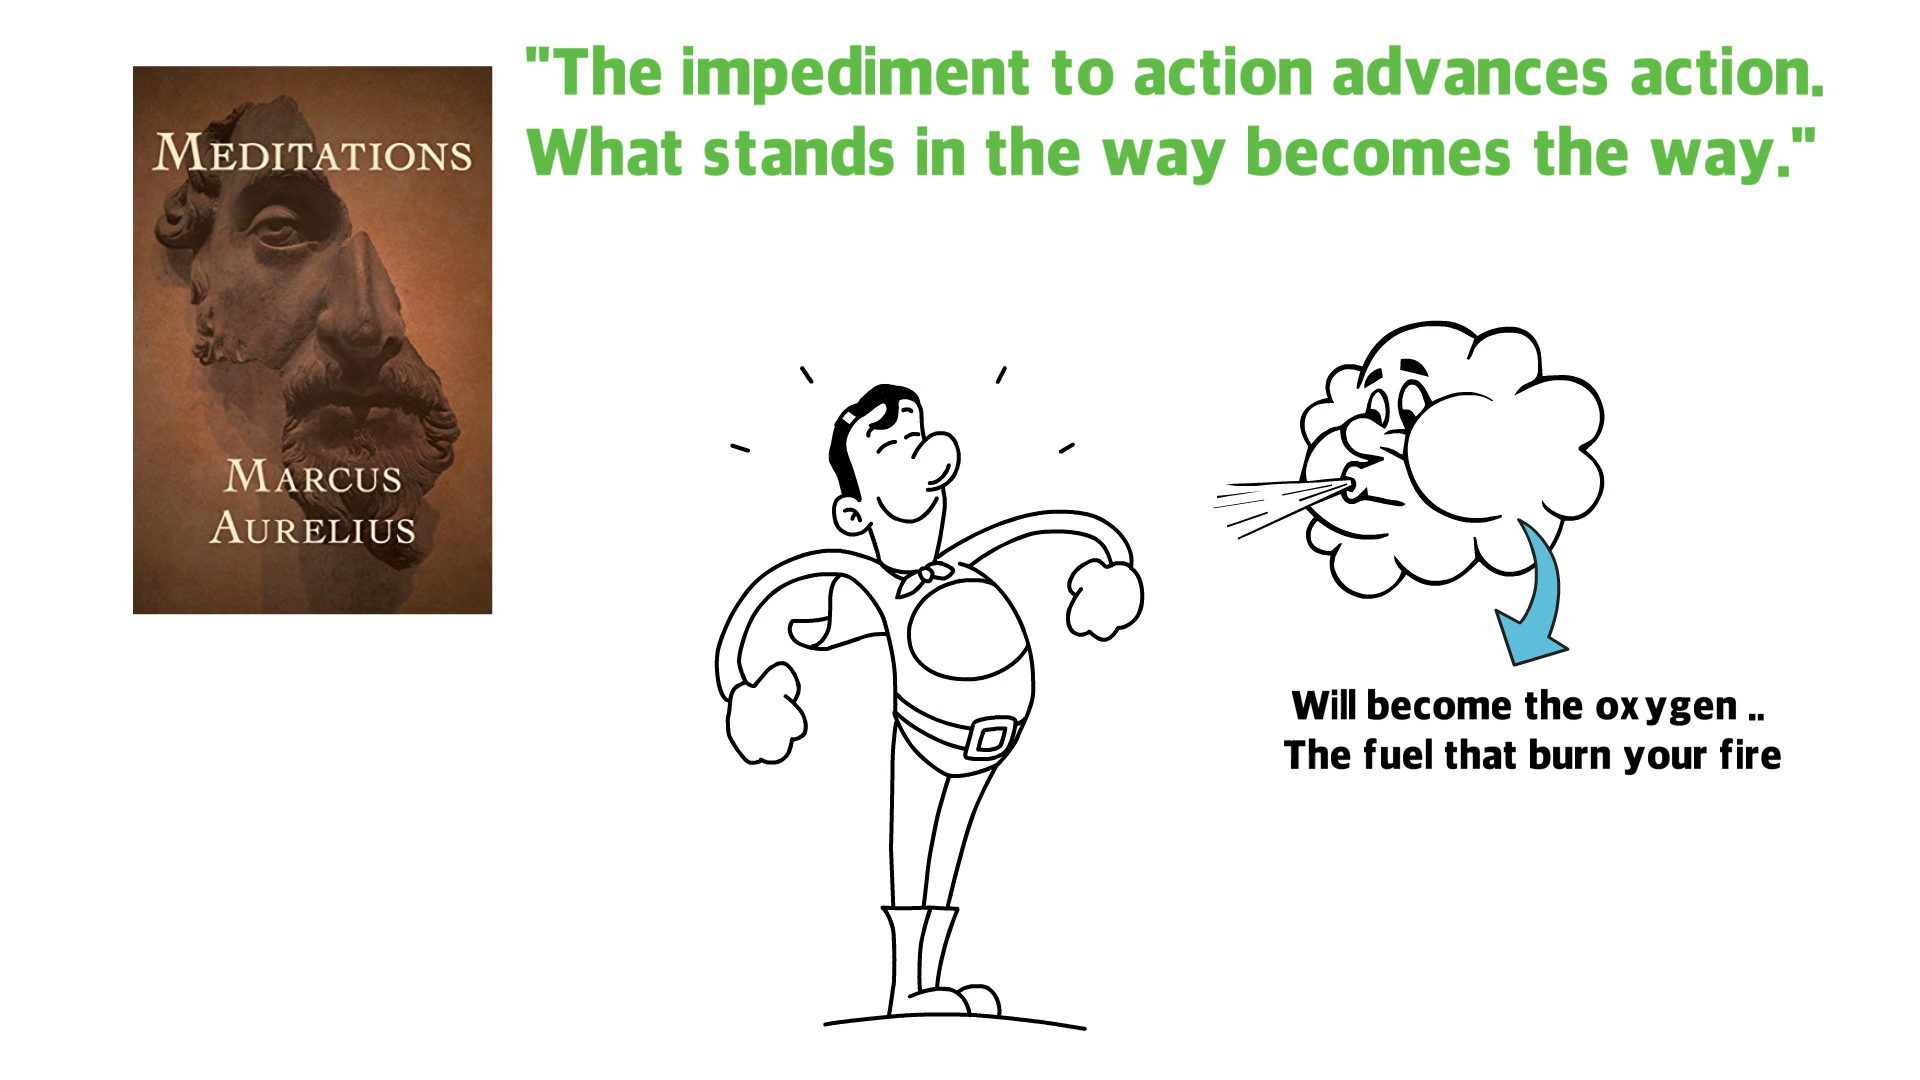 MEDITATIONS
MARCUS
AURELIUS
"The impediment to action advances action.
What stands in the way becomes the way."
Will become the oxygen ..
The fuel that burn your fire